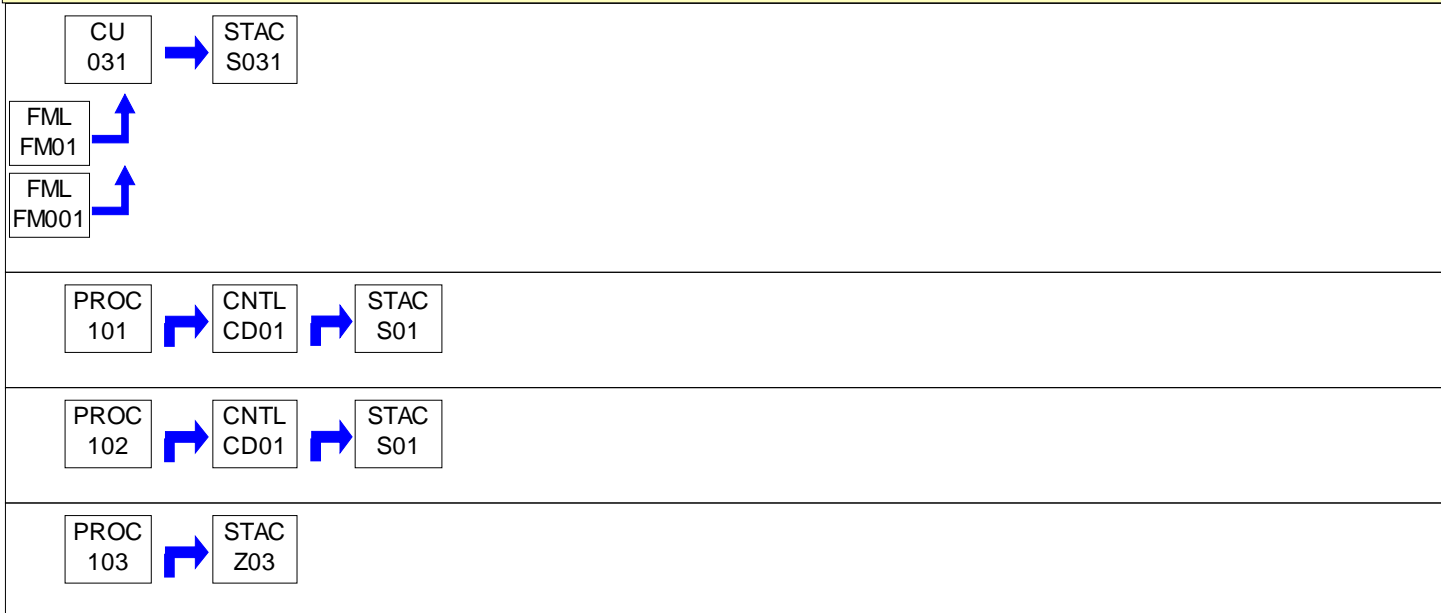 CU
031
STAC
S031
FML
FM01
FML
FM001
PROC
101
CNTL
CD01
STAC
S01
PROC
102
CNTL
CD01
STAC
S01
PROC
103
STAC
Z03